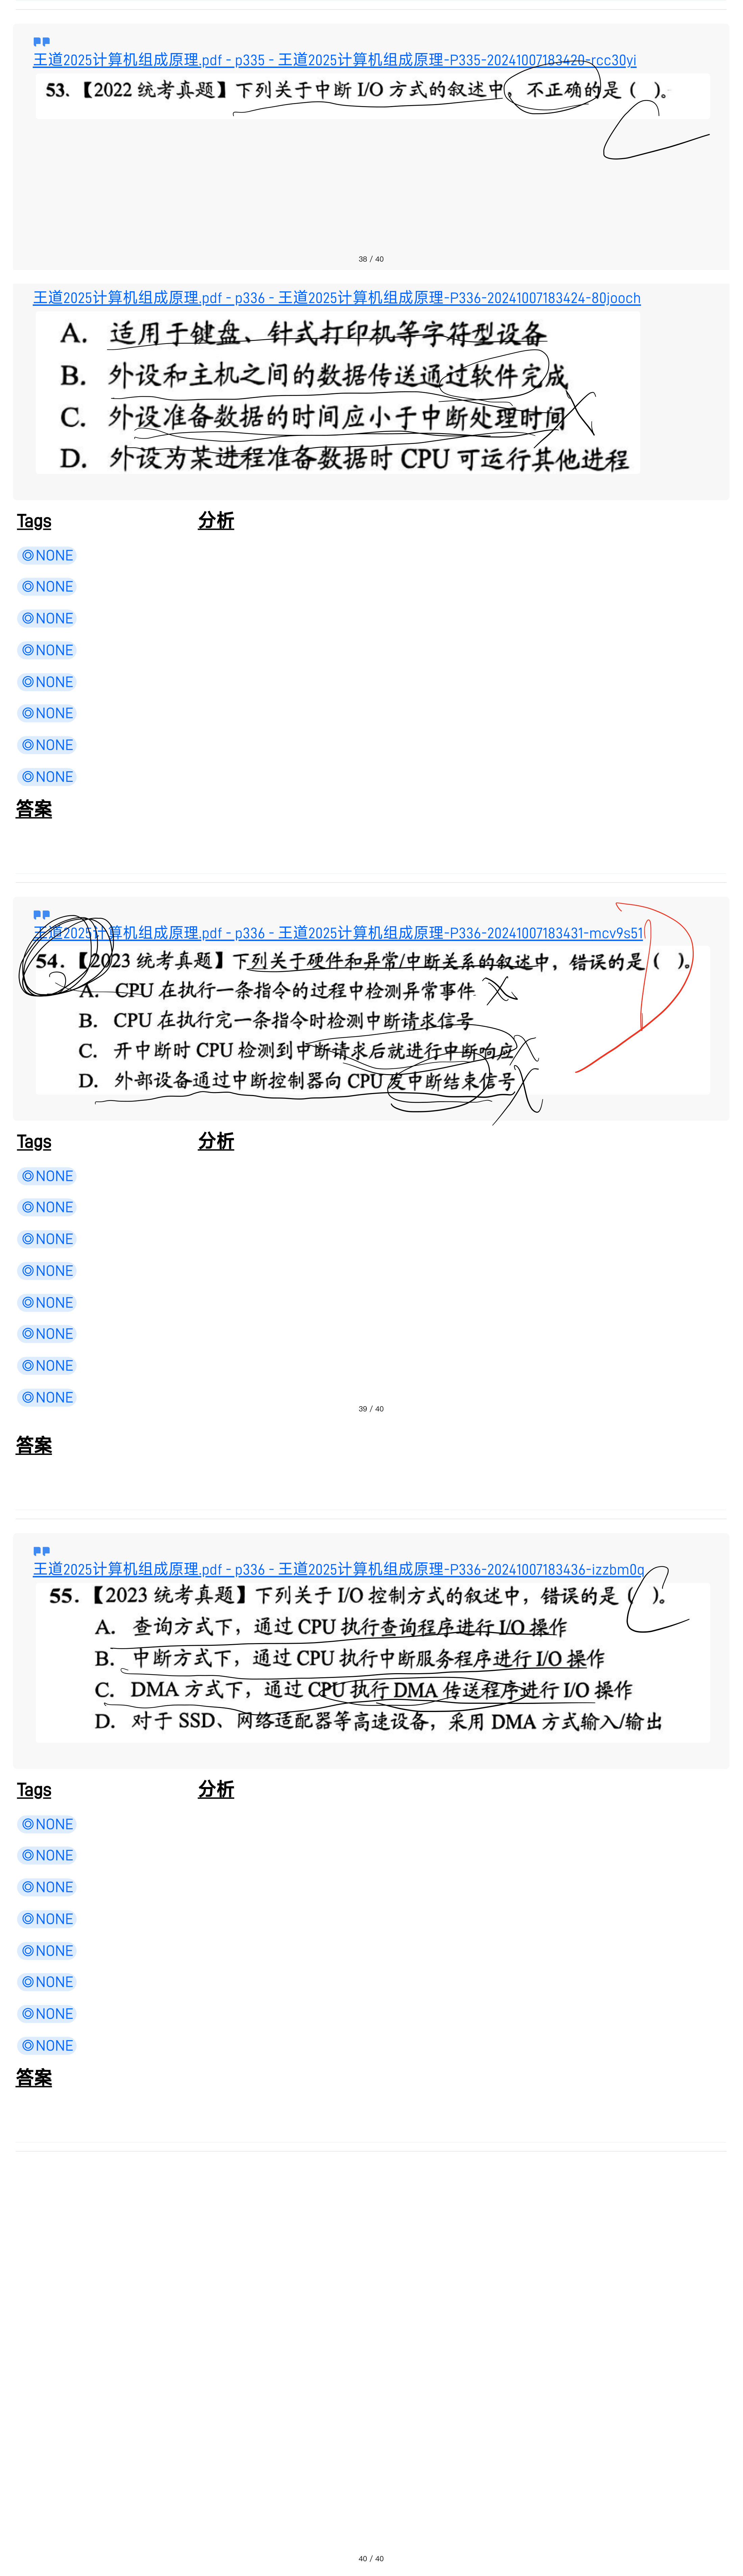 王道2025计算机组成原理.pdf - p335 - 王道2025计算机组成原理-P335-20241007183420-rcc30yi
53.【2022 统考真题】下列关于中断 I/O 方式的叙述中，不正确的是（ ）。
C
38 / 40
王道2025计算机组成原理.pdf - p336 - 王道2025计算机组成原理-P336-20241007183424-80jooch
A. 适用于键盘、针式打印机等字符型设备
B. 外设和主机之间的数据传送通过软件完成
C. 外设准备数据的时间应小于中断处理时间
D. 外设为某进程准备数据时 CPU 可运行其他进程
Tags 分析
◎NONE
◎NONE
◎NONE
◎NONE
◎NONE
◎NONE
◎NONE
◎NONE
答案
王道2025计算机组成原理.pdf - p336 - 王道2025计算机组成原理-P336-20241007183431-mcv9s51
54.【2023 统考真题】下列关于硬件和异常/中断关系的叙述中，错误的是（ ）。
D
A. CPU 在执行一条指令的过程中检测异常事件
B. CPU 在执行完一条指令时检测中断请求信号
C. 开中断时 CPU 检测到中断请求后就进行中断响应
D. 外部设备通过中断控制器向 CPU 发中断结束信号
Tags 分析
◎NONE
◎NONE
◎NONE
◎NONE
◎NONE
◎NONE
◎NONE
◎NONE
39 / 40
答案
王道2025计算机组成原理.pdf - p336 - 王道2025计算机组成原理-P336-20241007183436-izzbm0q
55.【2023 统考真题】下列关于 I/O 控制方式的叙述中，错误的是（ ）。
C
A. 查询方式下，通过 CPU 执行查询程序进行 I/O 操作
B. 中断方式下，通过 CPU 执行中断服务程序进行 I/O 操作
C. DMA 方式下，通过 CPU 执行 DMA 传送程序进行 I/O 操作
D. 对于 SSD、网络适配器等高速设备，采用 DMA 方式输入/输出
Tags 分析
◎NONE
◎NONE
◎NONE
◎NONE
◎NONE
◎NONE
◎NONE
◎NONE
答案
40 / 40